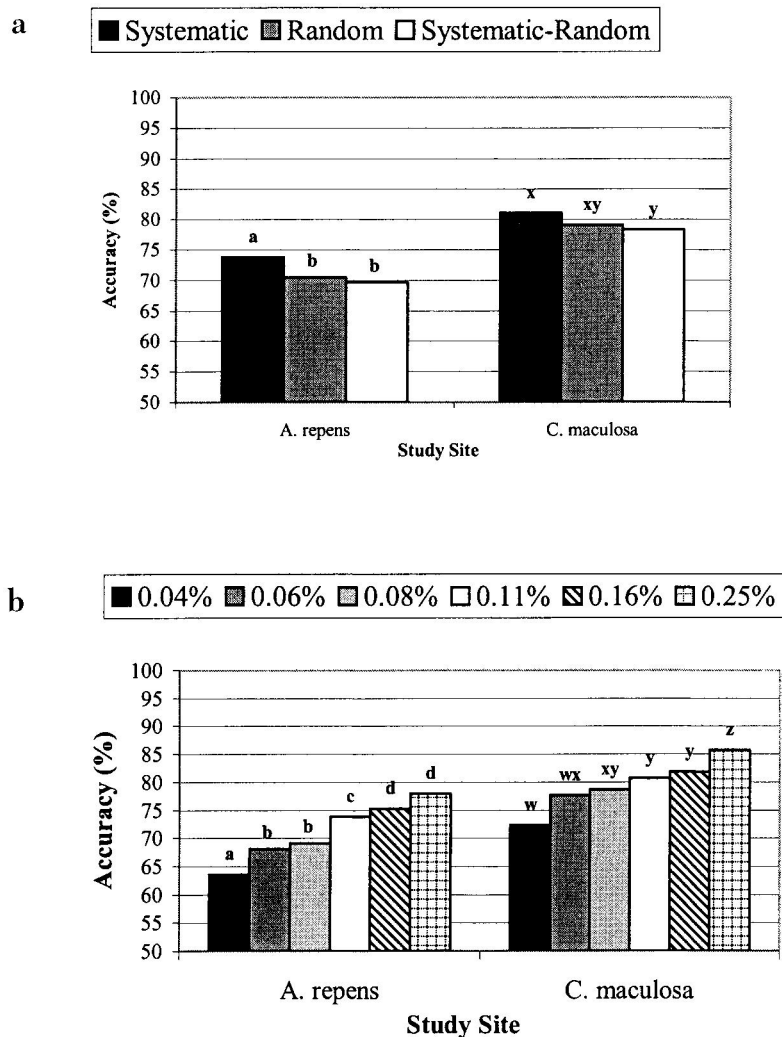 a
Systematic Random Systematic-Random
100
95
90
85
80
75
70
65
60
55
50
Accuracy (%)
a b b
x xy y
A. repens C. maculosa
Study Site
b
0.04% 0.06% 0.08% 0.11% 0.16% 0.25%
100
95
90
85
80
75
70
65
60
55
50
Accuracy (%)
a b b c d d
w wx xy y y z
A. repens C. maculosa
Study Site